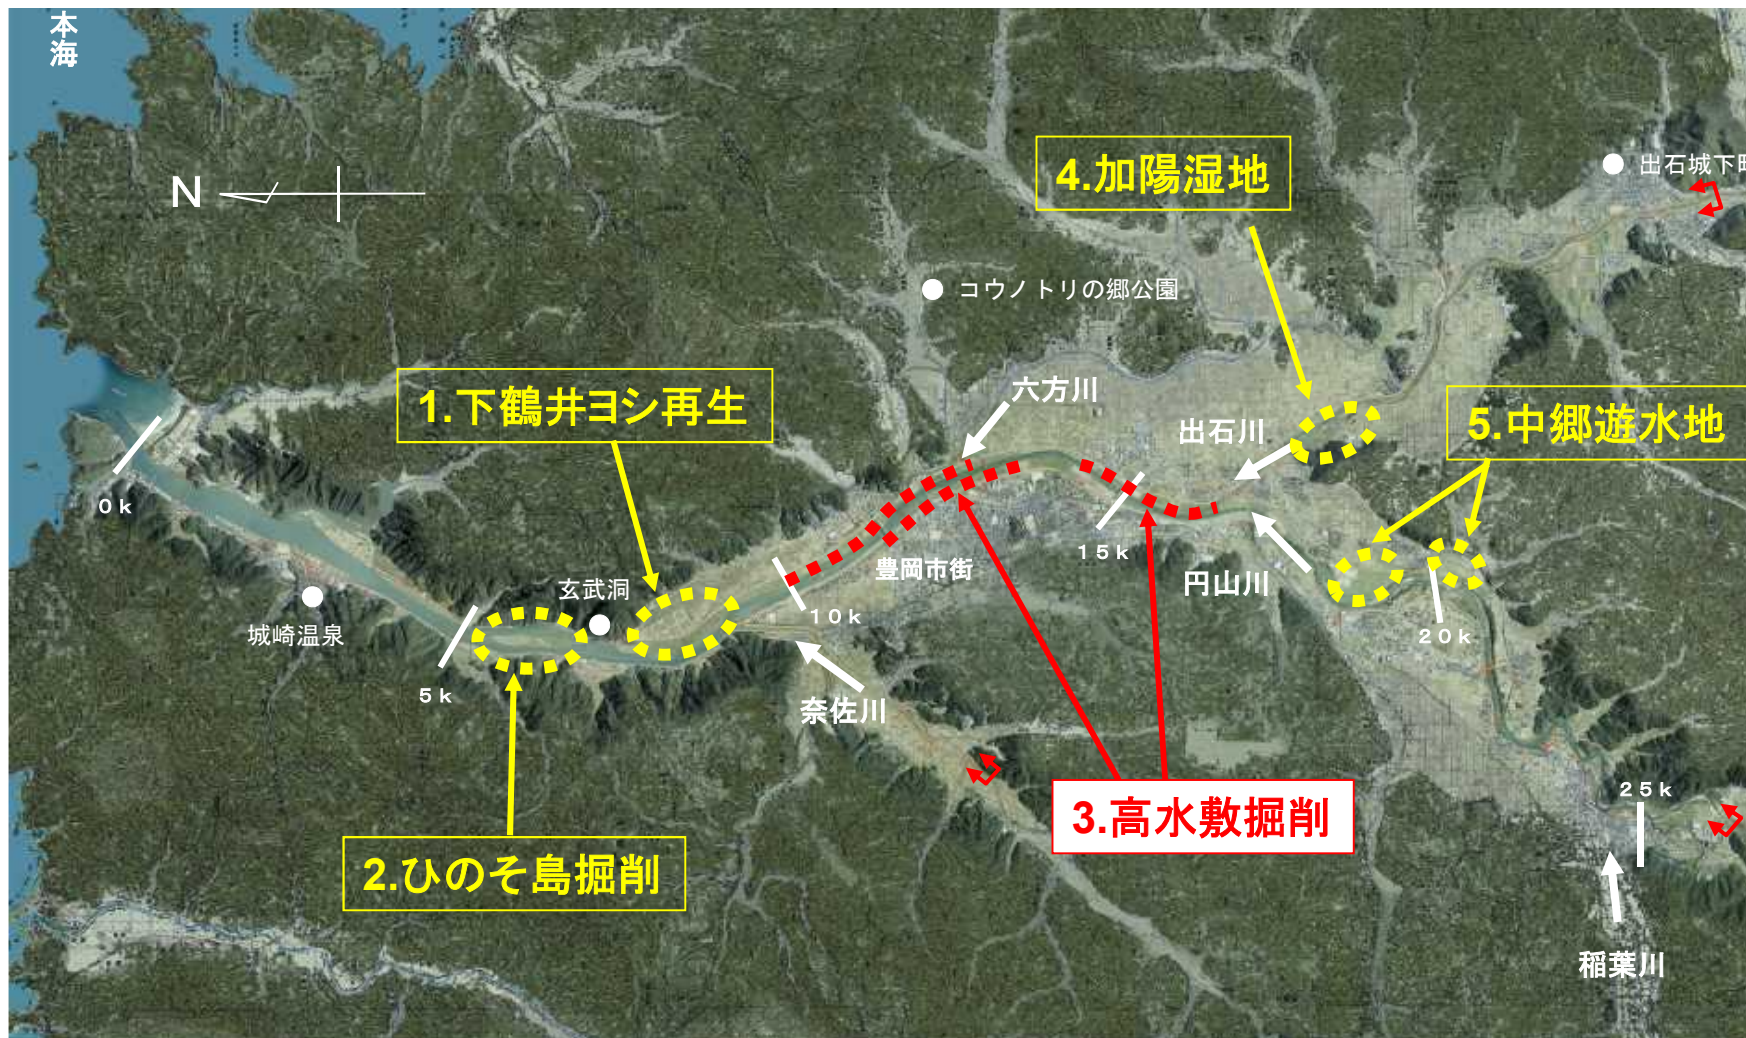 本海
N
4.加陽湿地
出石城下町
コウノトリの郷公園
1.下鶴井ヨシ再生
六方川
出石川
5.中郷遊水地
0k
15k
豊岡市街
円山川
玄武洞
10k
城崎温泉
20k
5k
奈佐川
3.高水敷掘削
25k
2.ひのそ島掘削
稲葉川